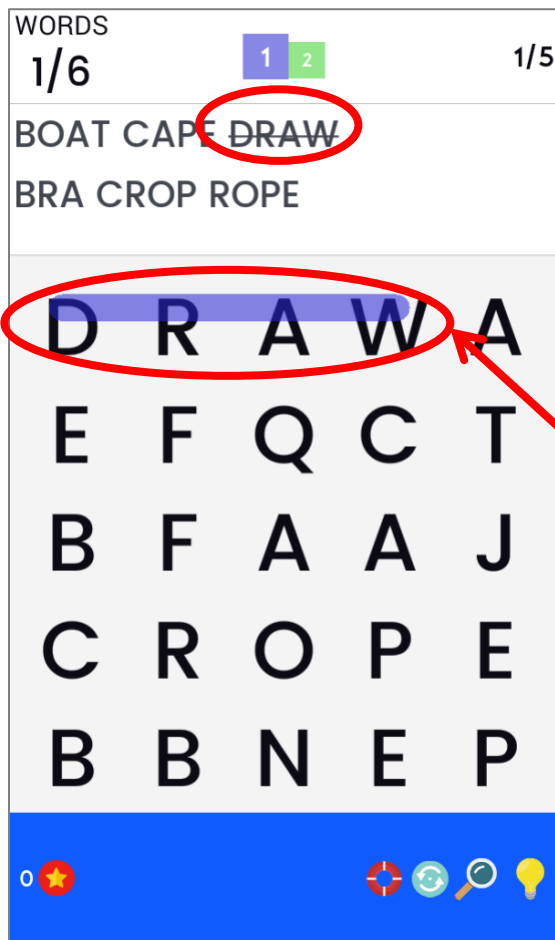 WORDS
1/6
1
2
1/5
BOAT CAPE DRAW
BRA CROP ROPE
D R A W A
E F Q C T
B F A A J
C R O P E
B B N E P
0